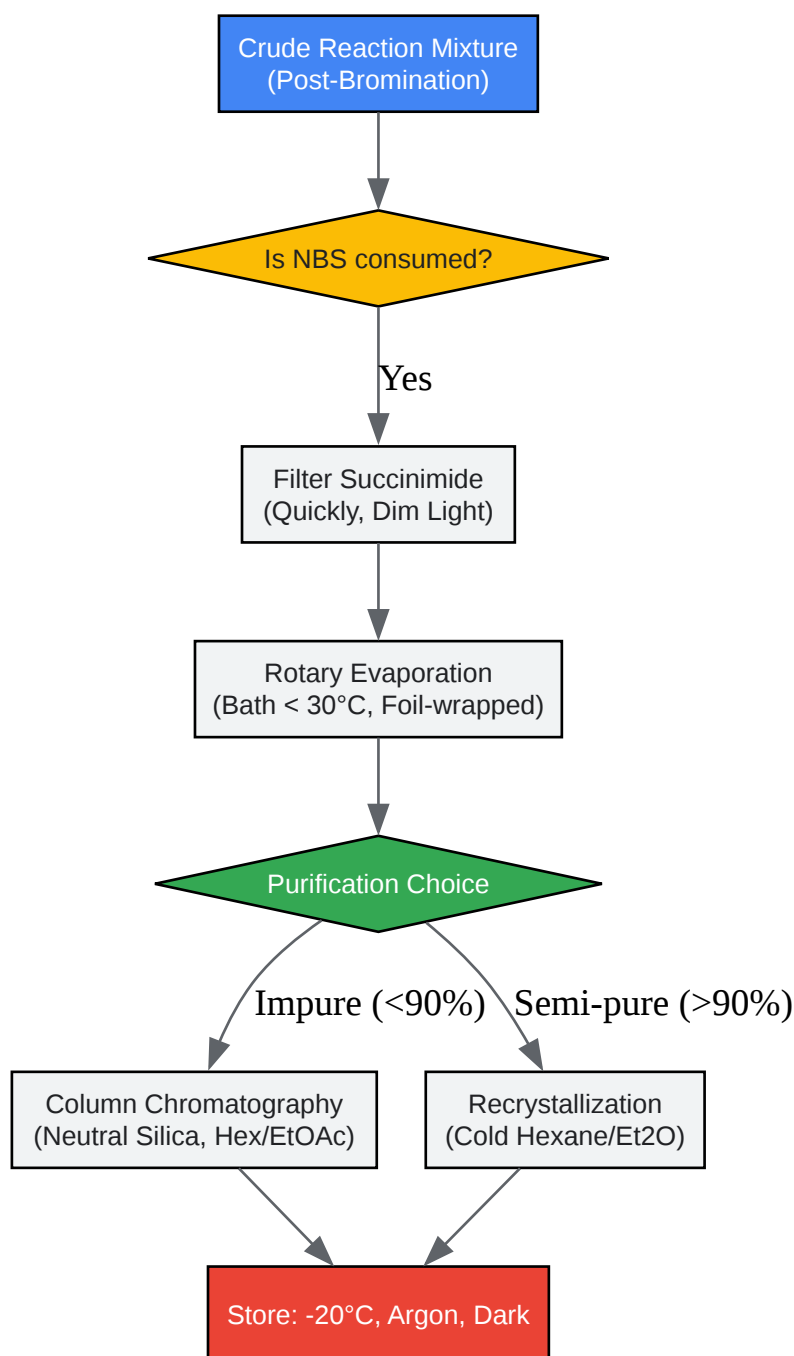 Crude Reaction Mixture
(Post-Bromination)
Is NBS consumed?
Yes
Filter Succinimide
(Quickly, Dim Light)
Rotary Evaporation
(Bath < 30°C, Foil-wrapped)
Purification Choice
Impure (<90%)
Semi-pure (>90%)
Column Chromatography
(Neutral Silica, Hex/EtOAc)
Recrystallization
(Cold Hexane/Et2O)
Store: -20°C, Argon, Dark